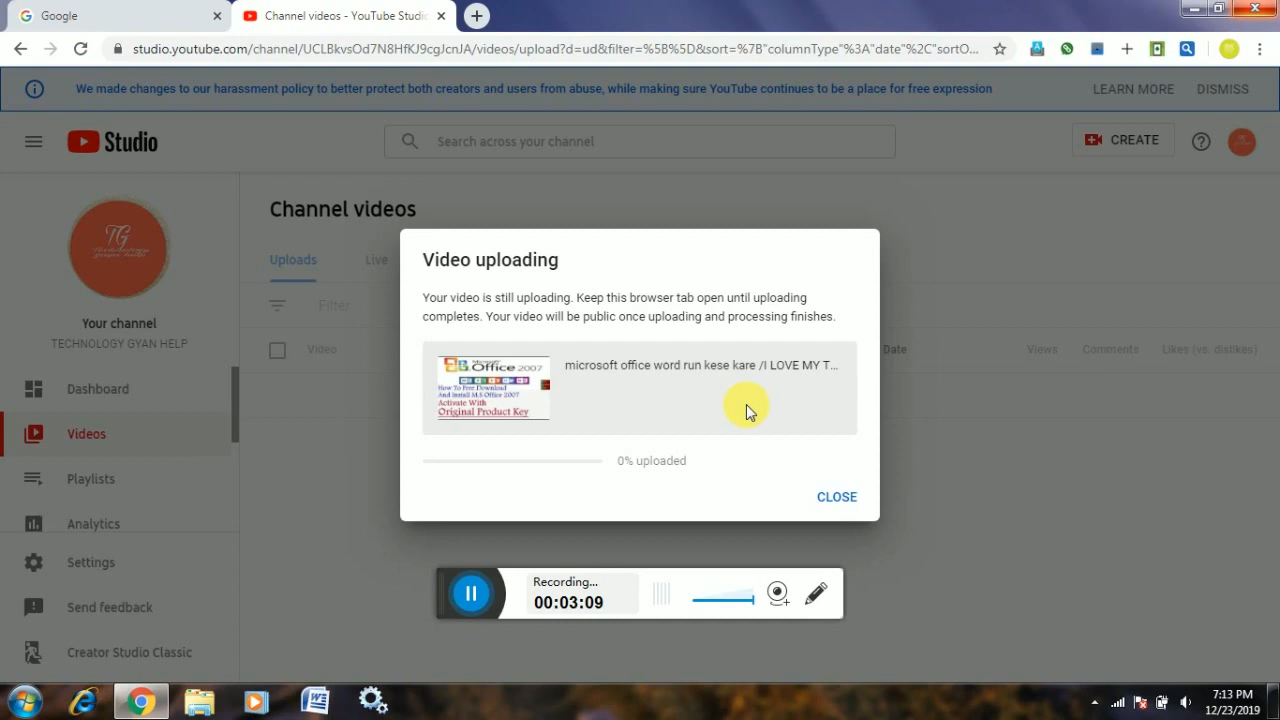 Google
Channel videos - YouTube Studio
studio.youtube.com/channel/UCLBkvsOd7N8HfKJ9cgJcnJA/videos/upload?d=ud&filter=%5B%5D&sort=%7B"columnType"%3A"date"%2C"sortO...
We made changes to our harassment policy to better protect both creators and users from abuse, while making sure YouTube continues to be a place for free expression
LEARN MORE
DISMISS
Studio
Search across your channel
CREATE
TG
Your channel
TECHNOLOGY GYAN HELP
Dashboard
Videos
Playlists
Analytics
Settings
Send feedback
Creator Studio Classic
Channel videos
Uploads
Live
Filter
Video
Date
Views
Comments
Likes (vs. dislikes)
Video uploading
Your video is still uploading. Keep this browser tab open until uploading
completes. Your video will be public once uploading and processing finishes.
Microsoft
Office 2007
How To Free Download
And Install M.S Office 2007
Activate With
Original Product Key
microsoft office word run kese kare /I LOVE MY T...
0% uploaded
CLOSE
Recording...
00:03:09
7:13 PM
12/23/2019